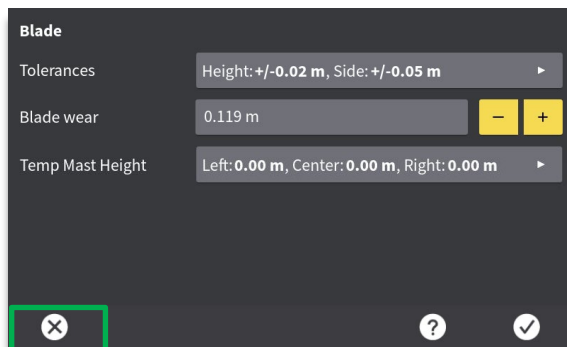 Blade
Tolerances Height: +/-0.02 m, Side: +/-0.05 m
Blade wear 0.119 m − +
Temp Mast Height Left: 0.00 m, Center: 0.00 m, Right: 0.00 m
?